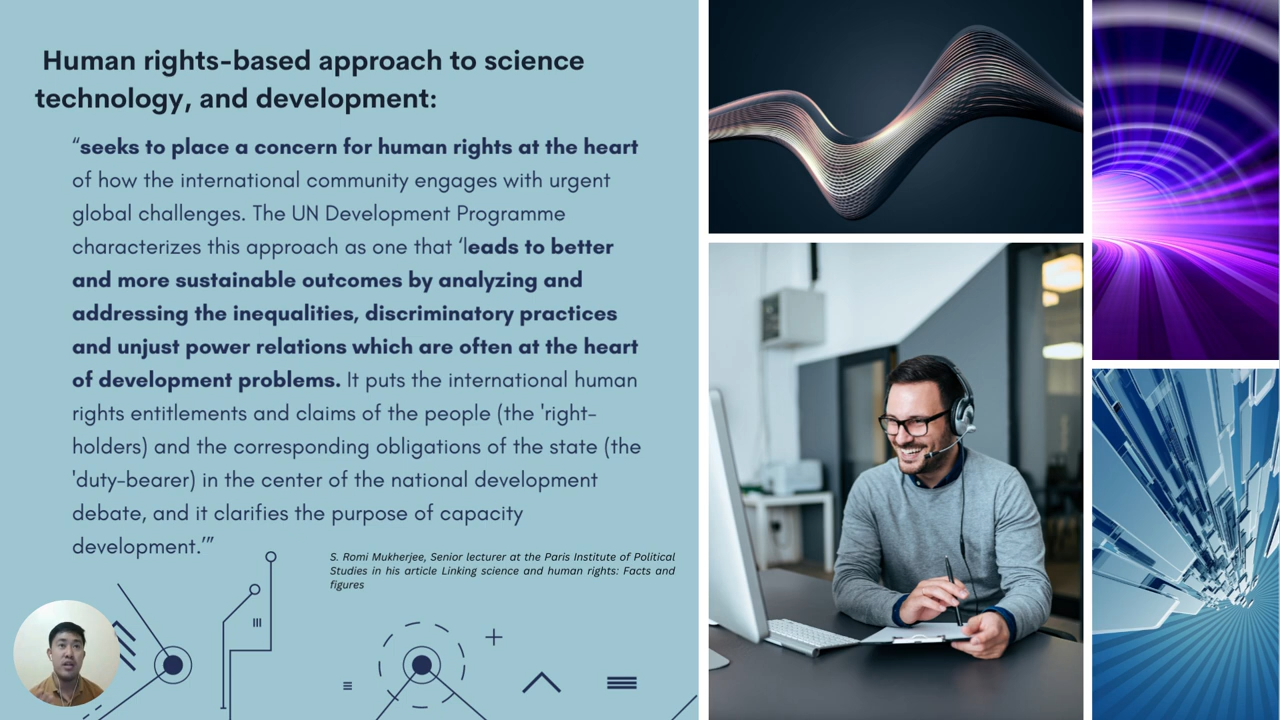 Human rights-based approach to science
technology, and development:
“seeks to place a concern for human rights at the heart
of how the international community engages with urgent
global challenges. The UN Development Programme
characterizes this approach as one that ‘leads to better
and more sustainable outcomes by analyzing and
addressing the inequalities, discriminatory practices
and unjust power relations which are often at the heart
of development problems. It puts the international human
rights entitlements and claims of the people (the 'right-
holders) and the corresponding obligations of the state (the
'duty-bearer) in the center of the national development
debate, and it clarifies the purpose of capacity
development.’”
S. Romi Mukherjee, Senior lecturer at the Paris Institute of Political
Studies in his article Linking science and human rights: Facts and
figures